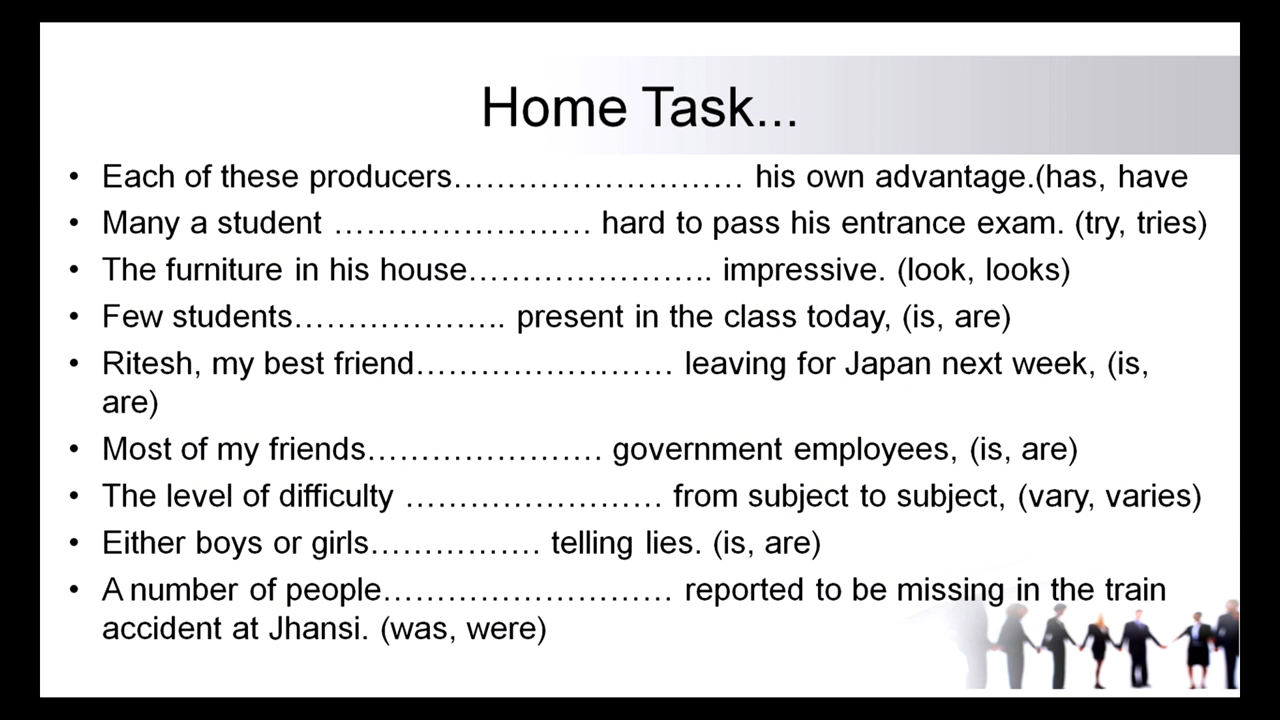 Home Task...
• Each of these producers……………………… his own advantage.(has, have
• Many a student …………………… hard to pass his entrance exam. (try, tries)
• The furniture in his house………………….. impressive. (look, looks)
• Few students……………….. present in the class today, (is, are)
• Ritesh, my best friend…………………… leaving for Japan next week, (is,
are)
• Most of my friends…………………. government employees, (is, are)
• The level of difficulty …………………… from subject to subject, (vary, varies)
• Either boys or girls……………. telling lies. (is, are)
• A number of people……………………… reported to be missing in the train
accident at Jhansi. (was, were)